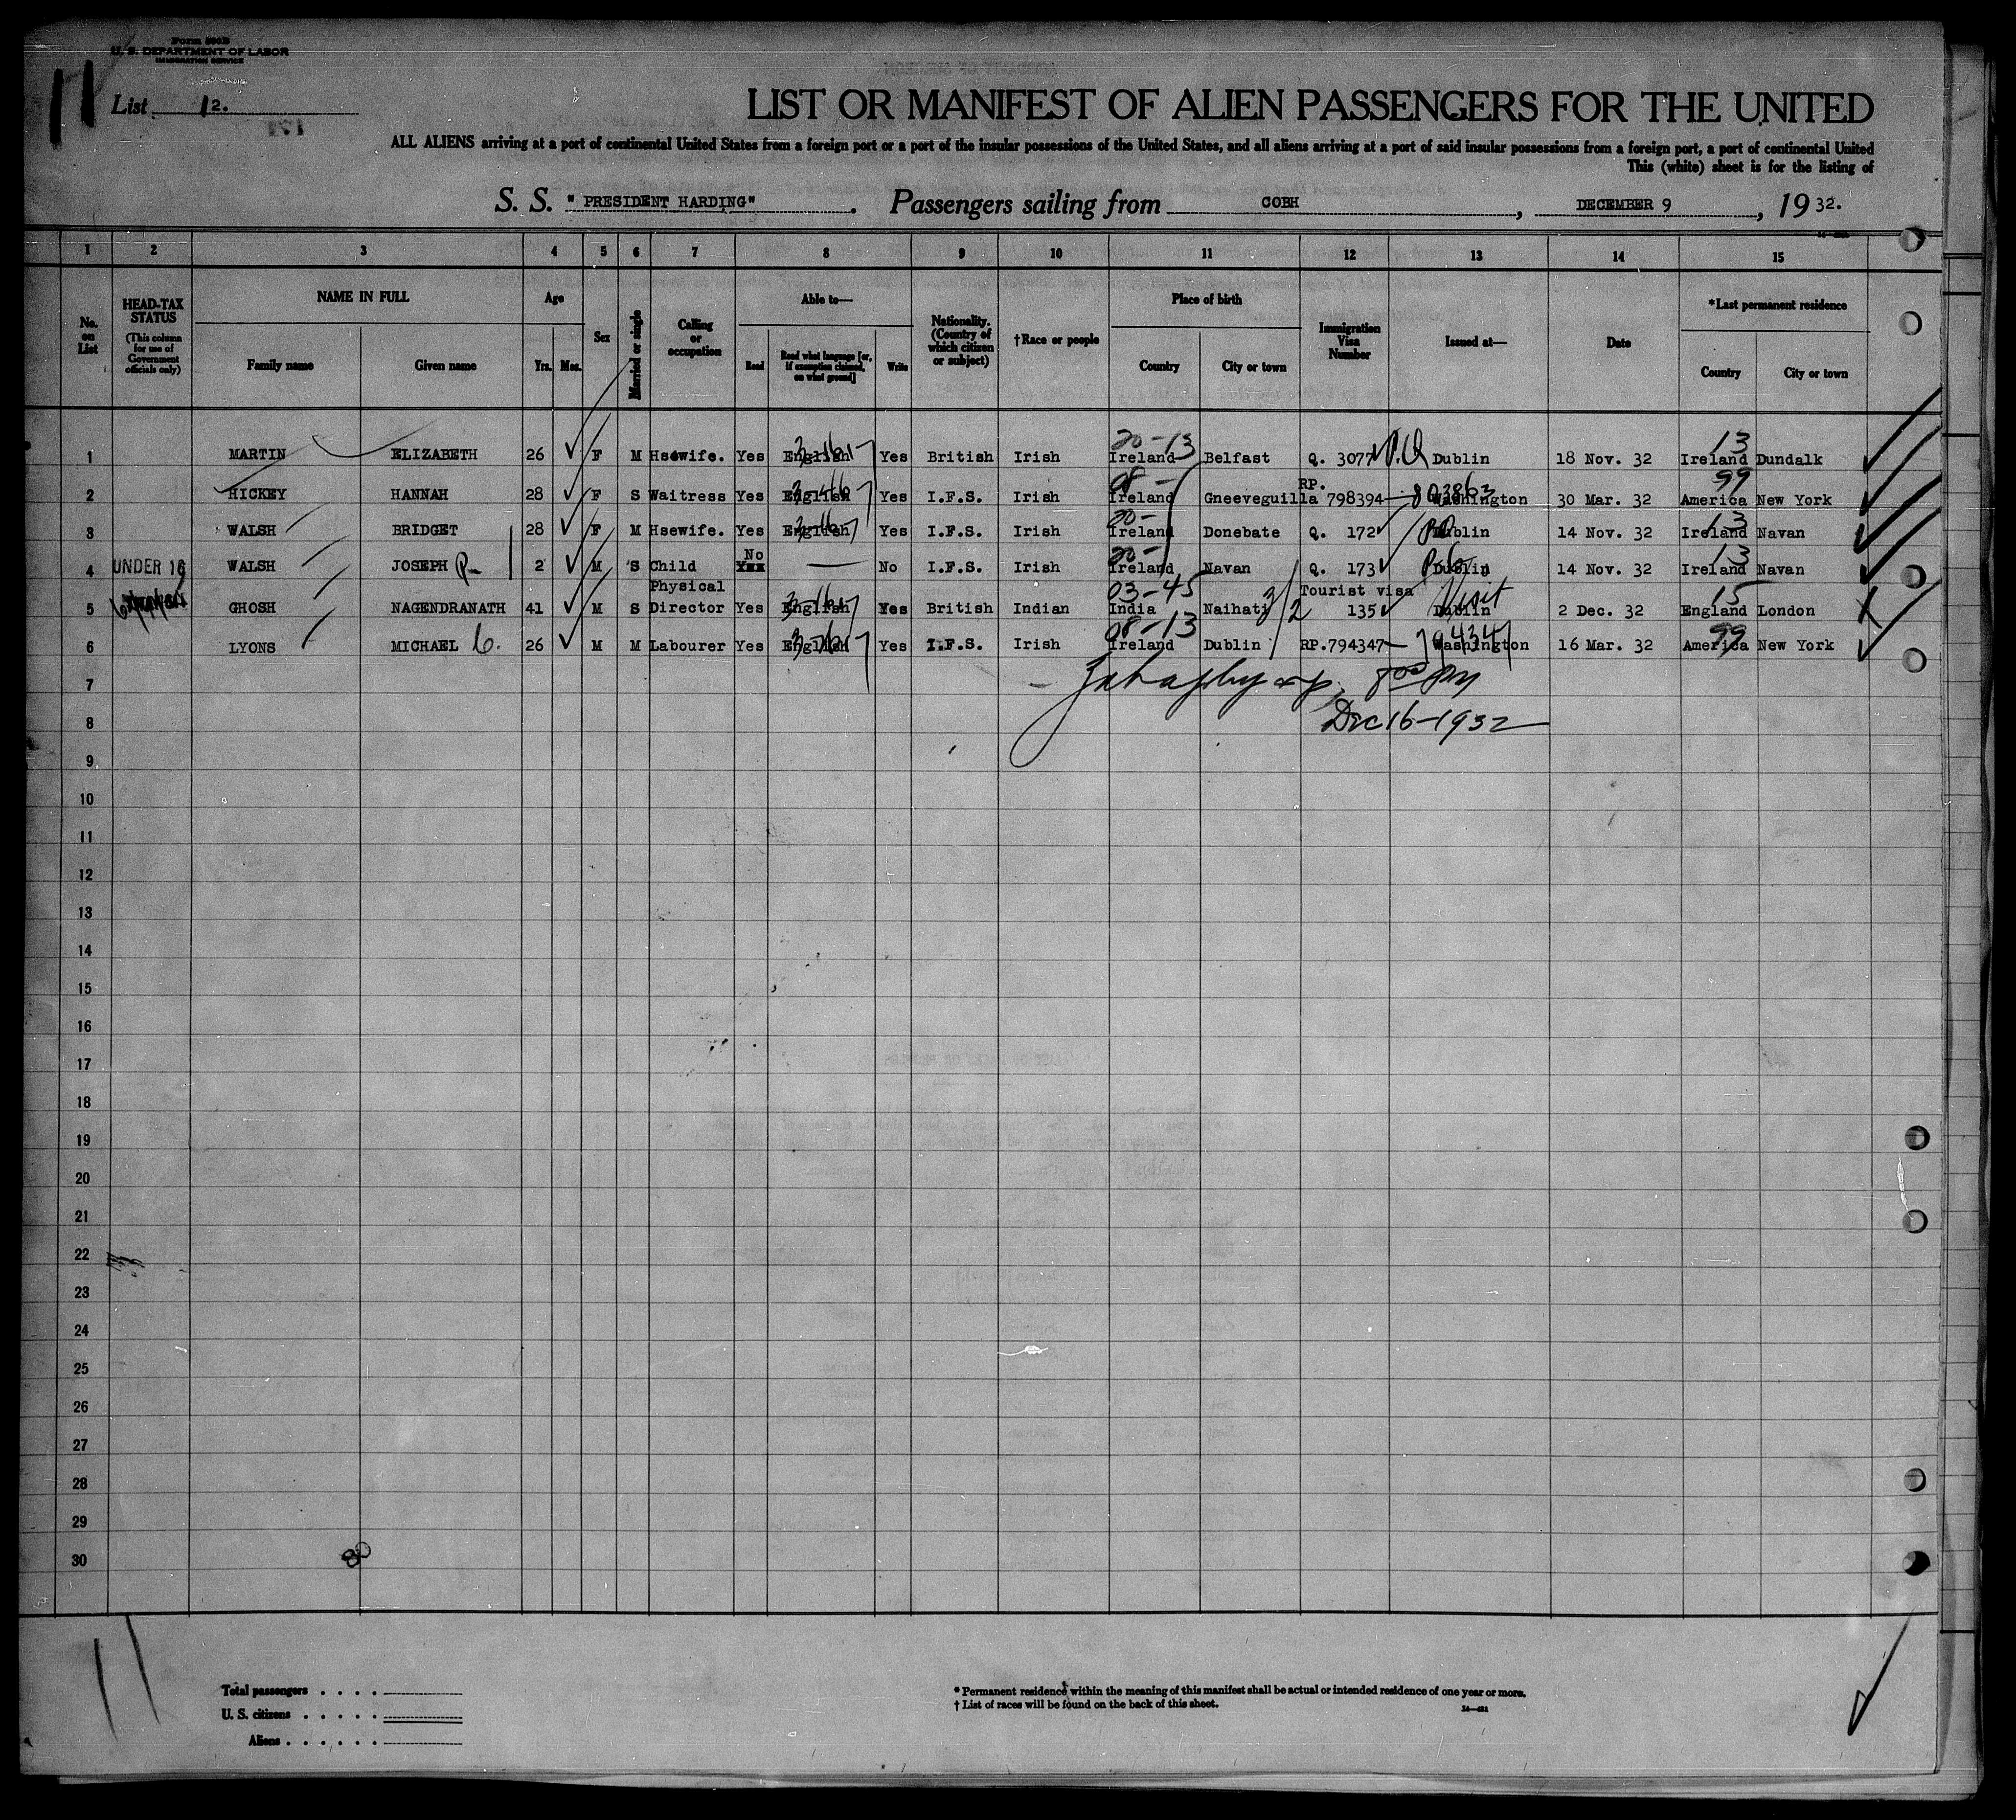 Form 500B
U. S. DEPARTMENT OF LABOR
IMMIGRATION SERVICE
11
List 12.
LIST OR MANIFEST OF ALIEN PASSENGERS FOR THE UNITED
ALL ALIENS arriving at a port of continental United States from a foreign port or a port of the insular possessions of the United States, and all aliens arriving at a port of said insular possessions from a foreign port, a port of continental United
This (white) sheet is for the listing of
S. S. "PRESIDENT HARDING". Passengers sailing from COBH, DECEMBER 9, 1932.
1 2 3 4 5 6 7 8 9 10 11 12 13 14 15
No. on List
HEAD-TAX STATUS (This column for use of Government officials only)
NAME IN FULL Family name Given name
Age Yrs. Mos.
Sex
Married or single
Calling or occupation
Able to— Read Read what language [or, if exemption claimed, on what ground] Write
Nationality. (Country of which citizen or subject)
†Race or people
Place of birth Country City or town
Immigration Visa Number
Issued at—
Date
*Last permanent residence Country City or town
20-13 13
1 MARTIN ELIZABETH 26 F M Hsewife. Yes English Yes British Irish Ireland Belfast Q. 3077 Dublin 18 Nov. 32 Ireland Dundalk
08- 99
2 HICKEY HANNAH 28 F S Waitress Yes English Yes I.F.S. Irish Ireland Gneeveguilla RP. 798394 803863 Washington 30 Mar. 32 America New York
20- 13
3 WALSH BRIDGET 28 F M Hsewife. Yes English Yes I.F.S. Irish Ireland Donebate Q. 172 Dublin 14 Nov. 32 Ireland Navan
20- 13
4 UNDER 16 WALSH JOSEPH P- 2 M S Child No Yes No I.F.S. Irish Ireland Navan Q. 173 Dublin 14 Nov. 32 Ireland Navan
03-45 15
5 GHOSH NAGENDRANATH 41 M S Physical Director Yes English Yes British Indian India Naihati 3/2 Tourist visa 135 Visit Dublin 2 Dec. 32 England London
08-13 99
6 LYONS MICHAEL 26 M M Labourer Yes English Yes I.F.S. Irish Ireland Dublin RP.794347 Washington 16 Mar. 32 America New York
7
8 Dec 16-1932
9
10
11
12
13
14
15
16
17
18
19
20
21
22
23
24
25
26
27
28
29
30
80
Total passengers
U. S. citizens
Aliens
* Permanent residence within the meaning of this manifest shall be actual or intended residence of one year or more.
† List of races will be found on the back of this sheet.